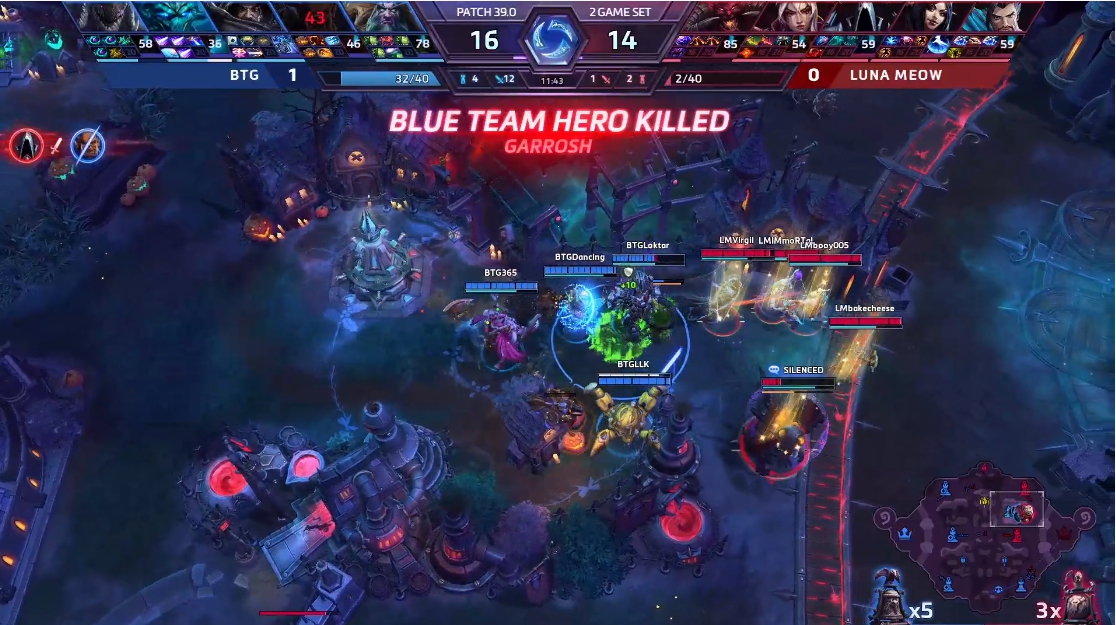 43
PATCH 39.0
2 GAME SET
58
36
46
78
16
14
85
54
59
59
BTG
1
32/40
4
12
11:43
1
2
2/40
0
LUNA MEOW
BLUE TEAM HERO KILLED
GARROSH
LMVirgil
BTGLoktar
BTGDancing
BTG365
+10
LMbakecheese
BTGLLK
SILENCED
x5
3x